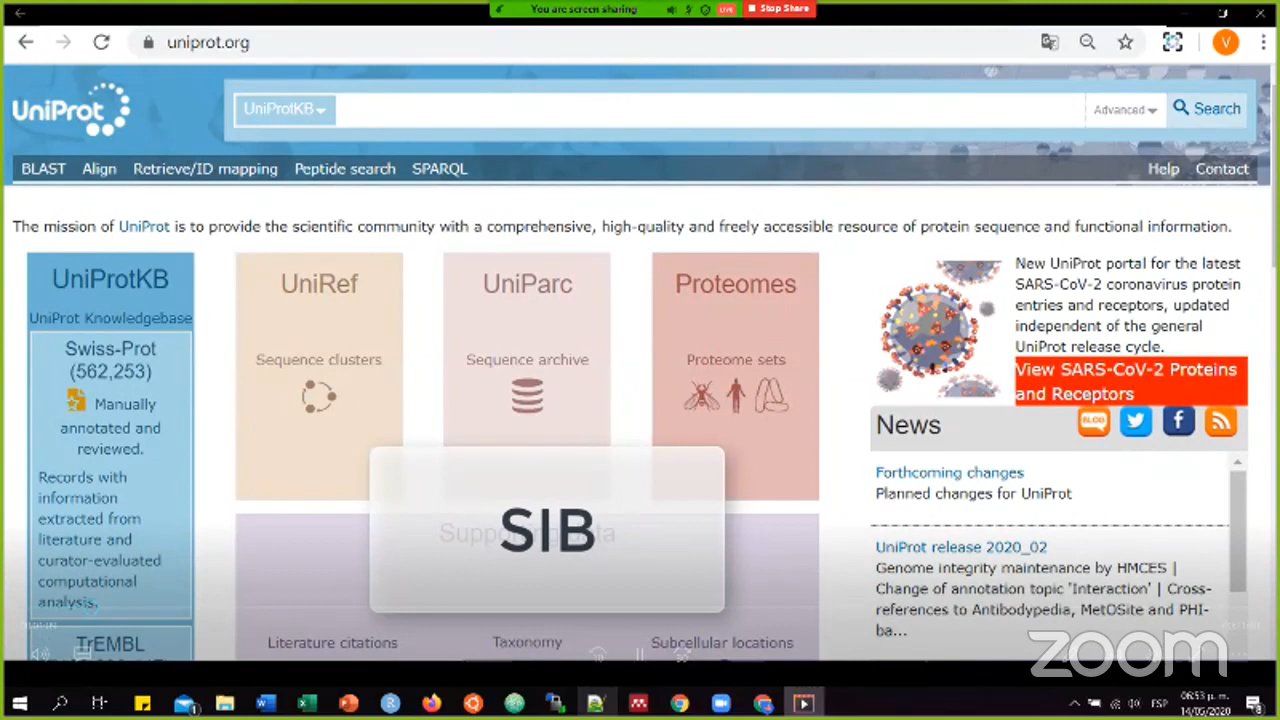 You are screen sharing
LIVE
Stop Share
uniprot.org
V
UniProt
UniProtKB
Advanced
Search
BLAST
Align
Retrieve/ID mapping
Peptide search
SPARQL
Help
Contact
The mission of UniProt is to provide the scientific community with a comprehensive, high-quality and freely accessible resource of protein sequence and functional information.
UniProtKB
UniProt Knowledgebase
Swiss-Prot
(562,253)
Manually
annotated and
reviewed.
Records with
information
extracted from
literature and
curator-evaluated
computational
analysis.
TrEMBL
UniRef
Sequence clusters
UniParc
Sequence archive
Proteomes
Proteome sets
SIB
Supporting data
Literature citations
Taxonomy
Subcellular locations
New UniProt portal for the latest
SARS-CoV-2 coronavirus protein
entries and receptors, updated
independent of the general
UniProt release cycle.
View SARS-CoV-2 Proteins
and Receptors
News
BLOG
Forthcoming changes
Planned changes for UniProt
UniProt release 2020_02
Genome integrity maintenance by HMCES |
Change of annotation topic 'Interaction' | Cross-
references to Antibodypedia, MetOSite and PHI-
ba...
zoom
ESP
06:53 p. m.
14/05/2020